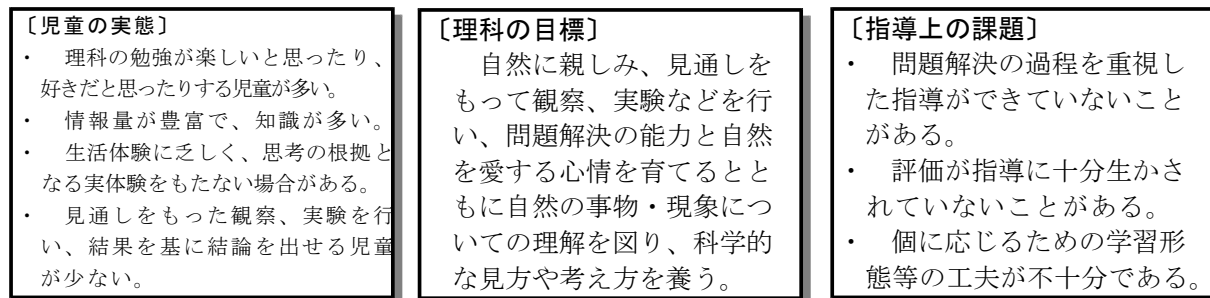 〔児童の実態〕
・　理科の勉強が楽しいと思ったり、
好きだと思ったりする児童が多い。
・　情報量が豊富で、知識が多い。
・　生活体験に乏しく、思考の根拠と
なる実体験をもたない場合がある。
・　見通しをもった観察、実験を行
い、結果を基に結論を出せる児童
が少ない。
〔理科の目標〕
　自然に親しみ、見通しを
もって観察、実験などを行
い、問題解決の能力と自然
を愛する心情を育てるとと
もに自然の事物・現象につ
いての理解を図り、科学的
な見方や考え方を養う。
〔指導上の課題〕
・　問題解決の過程を重視し
た指導ができていないこと
がある。
・　評価が指導に十分生かさ
れていないことがある。
・　個に応じるための学習形
態等の工夫が不十分である。